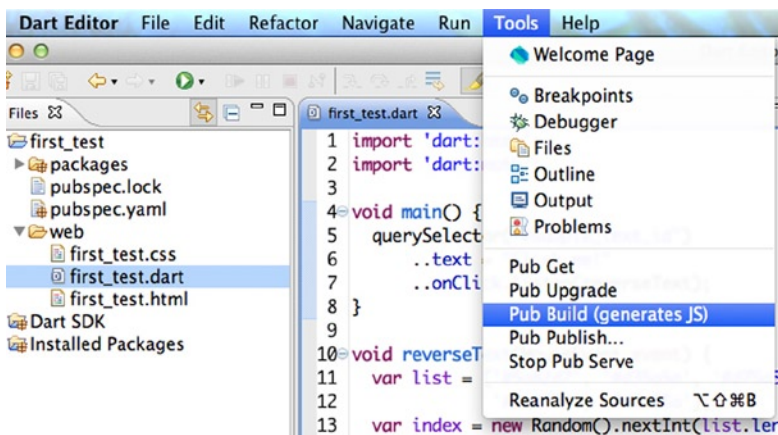 Dart Editor File Edit Refactor Navigate Run Tools Help
Welcome Page
Breakpoints
Debugger
Files
Outline
Output
Problems
Pub Get
Pub Upgrade
Pub Build (generates JS)
Pub Publish...
Stop Pub Serve
Reanalyze Sources ⌥⇧⌘B
Files
first_test
packages
pubspec.lock
pubspec.yaml
web
first_test.css
first_test.dart
first_test.html
Dart SDK
Installed Packages
first_test.dart
1 import 'dart:
2 import 'dart:
3
4 void main() {
5 querySelect
6 ..text
7 ..onCli
8 }
9
10 void reverseT
11 var list =
12
13 var index = new Random().nextInt(list.len